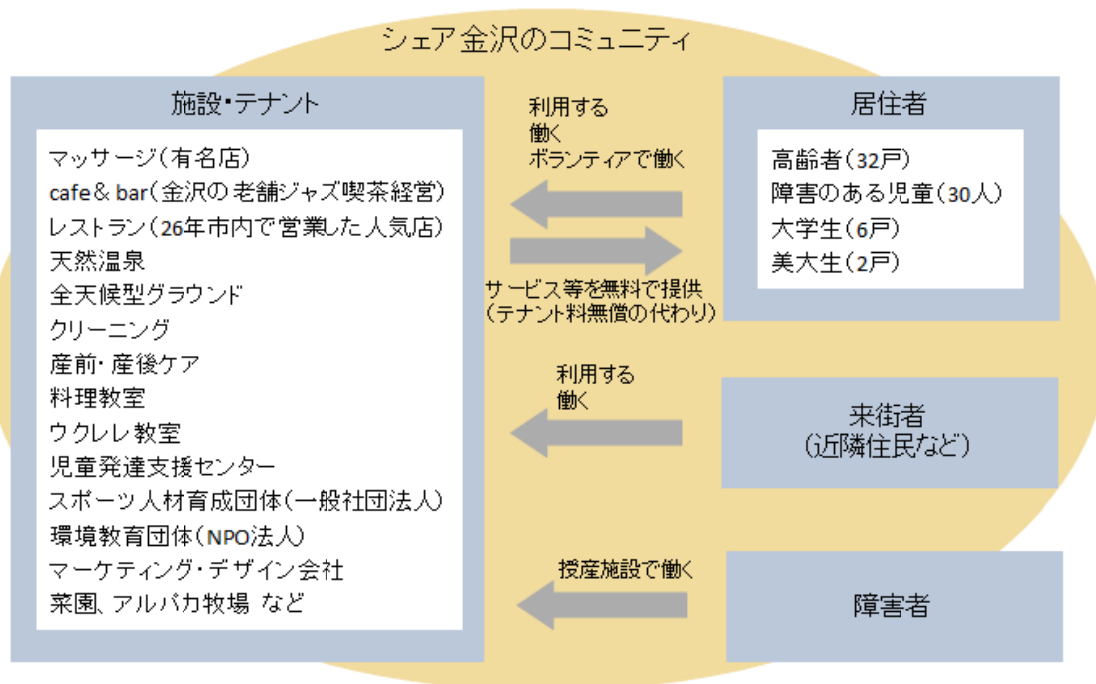 シェア金沢のコミュニティ
施設・テナント
マッサージ(有名店)
cafe& bar(金沢の老舗ジャズ喫茶経営)
レストラン(26年市内で営業した人気店)
天然温泉
全天候型グラウンド
クリーニング
産前・産後ケア
料理教室
ウクレレ教室
児童発達支援センター
スポーツ人材育成団体(一般社団法人)
環境教育団体(NPO法人)
マーケティング・デザイン会社
菜園、アルパカ牧場 など
利用する
働く
ボランティアで働く
サービス等を無料で提供
(テナント料無償の代わり)
居住者
高齢者(32戸)
障害のある児童(30人)
大学生(6戸)
美大生(2戸)
利用する
働く
来街者
(近隣住民など)
授産施設で働く
障害者